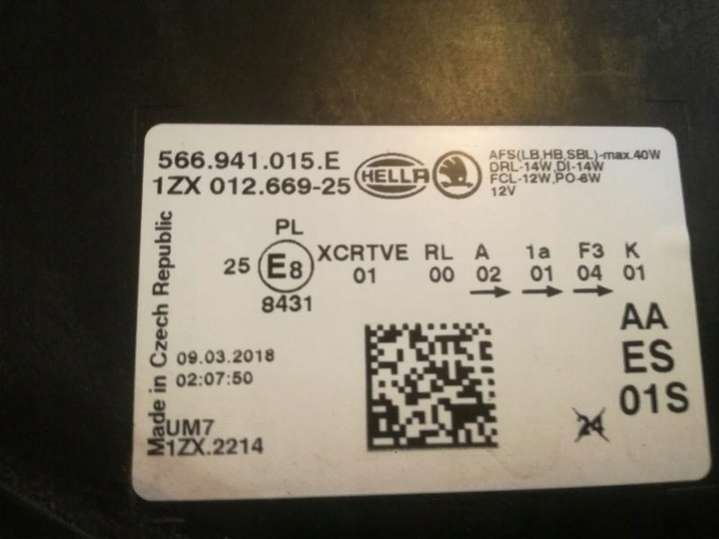 566.941.015.E
1ZX 012.669-25
HELLA
AFS(LB,HB,SBL)-max.40W
DRL-14W,DI-14W
FCL-12W,PO-6W
12V
PL
25 E8 XCRTVE RL A 1a F3 K
8431 01 00 02 01 04 01
AA
ES
01S
09.03.2018
02:07:50
24
UM7
1ZX.2214
Made in Czech Republic